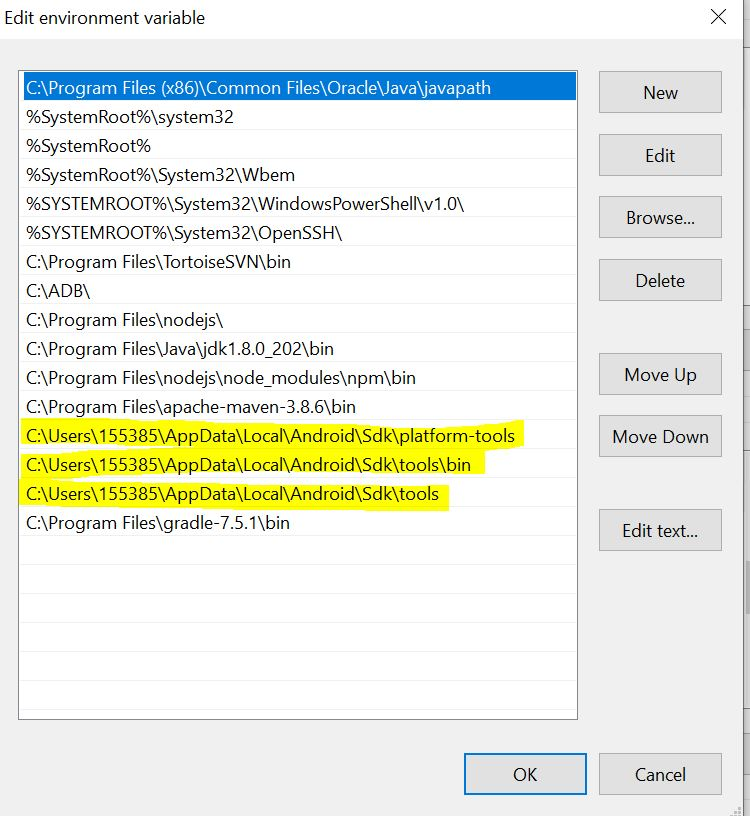 Edit environment variable
C:\Program Files (x86)\Common Files\Oracle\Java\javapath
%SystemRoot%\system32
%SystemRoot%
%SystemRoot%\System32\Wbem
%SYSTEMROOT%\System32\WindowsPowerShell\v1.0\
%SYSTEMROOT%\System32\OpenSSH\
C:\Program Files\TortoiseSVN\bin
C:\ADB\
C:\Program Files\nodejs\
C:\Program Files\Java\jdk1.8.0_202\bin
C:\Program Files\nodejs\node_modules\npm\bin
C:\Program Files\apache-maven-3.8.6\bin
C:\Users\155385\AppData\Local\Android\Sdk\platform-tools
C:\Users\155385\AppData\Local\Android\Sdk\tools\bin
C:\Users\155385\AppData\Local\Android\Sdk\tools
C:\Program Files\gradle-7.5.1\bin
New
Edit
Browse...
Delete
Move Up
Move Down
Edit text...
OK
Cancel